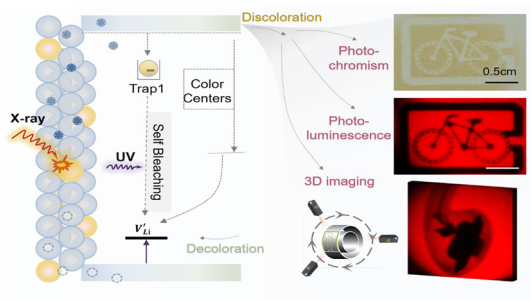 Discoloration
X-ray
Trap1
Color
Centers
UV
Self Bleaching
V′Li
Decoloration
Photo-
chromism
Photo-
luminescence
3D imaging
0.5cm